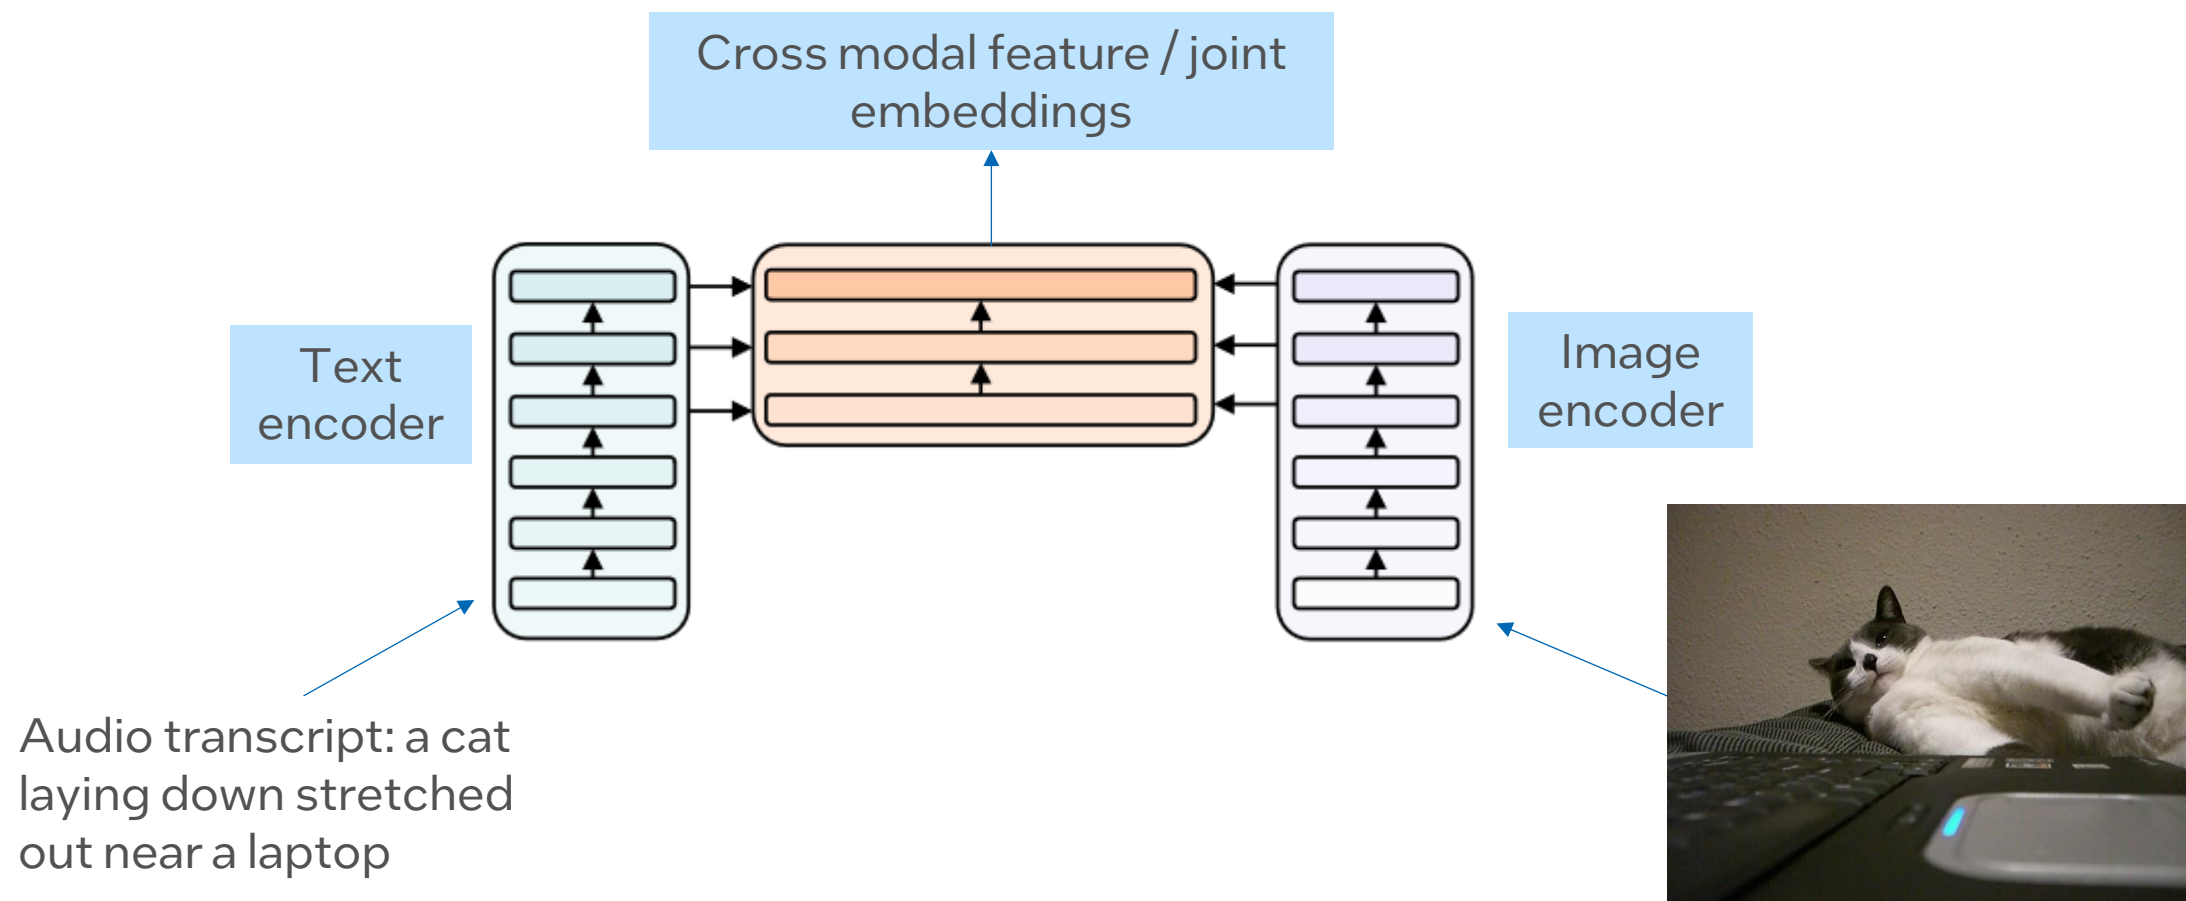 Cross modal feature / joint
embeddings
Text
encoder
Image
encoder
Audio transcript: a cat
laying down stretched
out near a laptop